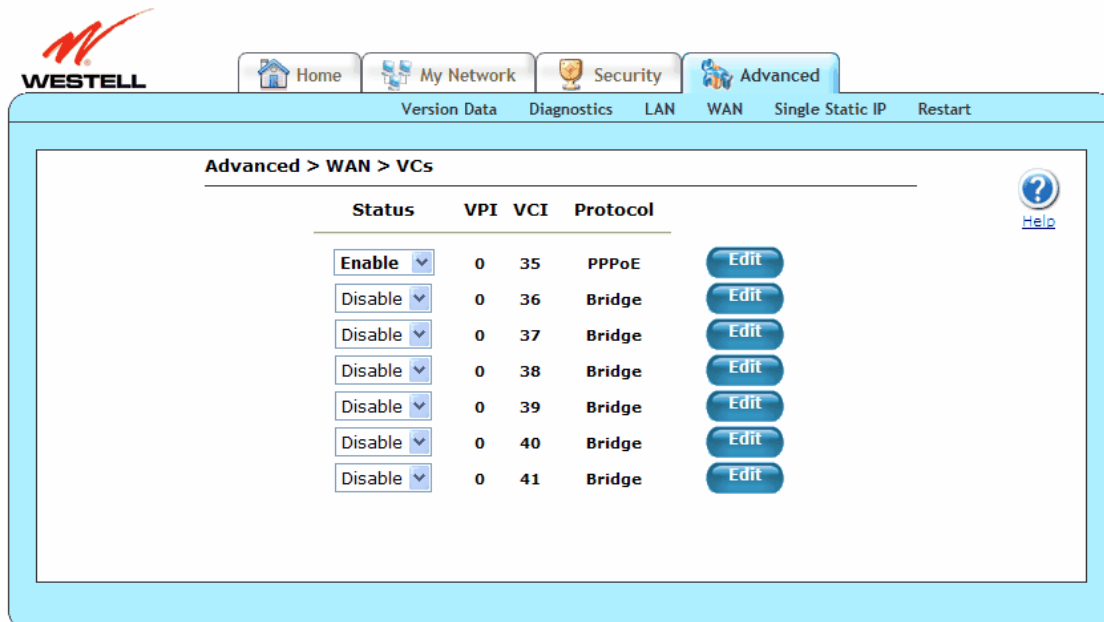 WESTELL
Home My Network Security Advanced
Version Data Diagnostics LAN WAN Single Static IP Restart
Advanced > WAN > VCs
Help
Status VPI VCI Protocol
Enable 0 35 PPPoE Edit
Disable 0 36 Bridge Edit
Disable 0 37 Bridge Edit
Disable 0 38 Bridge Edit
Disable 0 39 Bridge Edit
Disable 0 40 Bridge Edit
Disable 0 41 Bridge Edit